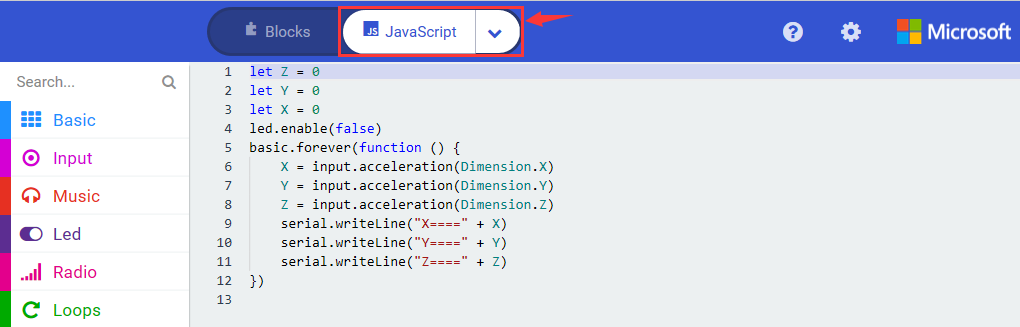 Blocks
JS JavaScript
Microsoft
Search...
Basic
Input
Music
Led
Radio
Loops
1 let Z = 0
2 let Y = 0
3 let X = 0
4 led.enable(false)
5 basic.forever(function () {
6     X = input.acceleration(Dimension.X)
7     Y = input.acceleration(Dimension.Y)
8     Z = input.acceleration(Dimension.Z)
9     serial.writeLine("X====" + X)
10     serial.writeLine("Y====" + Y)
11     serial.writeLine("Z====" + Z)
12 })
13